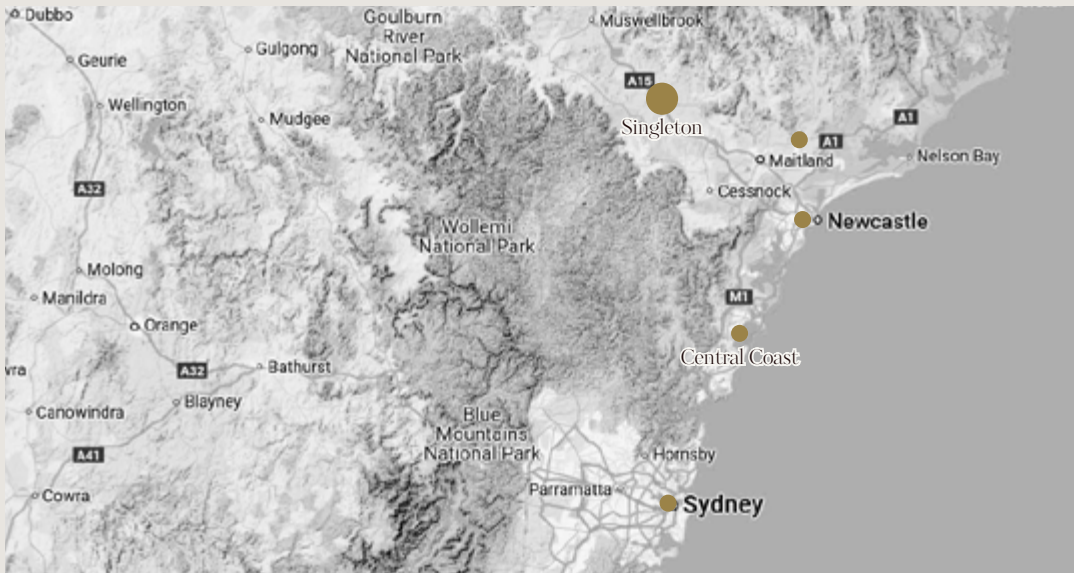 Dubbo
Goulburn
River
National Park
Muswellbrook
Gulgong
Geurie
A15
Wellington
Mudgee
Singleton
A1
A1
Maitland
Nelson Bay
A32
Cessnock
Wollemi
National Park
Newcastle
Molong
Manildra
M1
Orange
Central Coast
A32
Bathurst
vra
Blayney
Canowindra
Blue
Mountains
National Park
A41
Hornsby
Parramatta
Cowra
Sydney